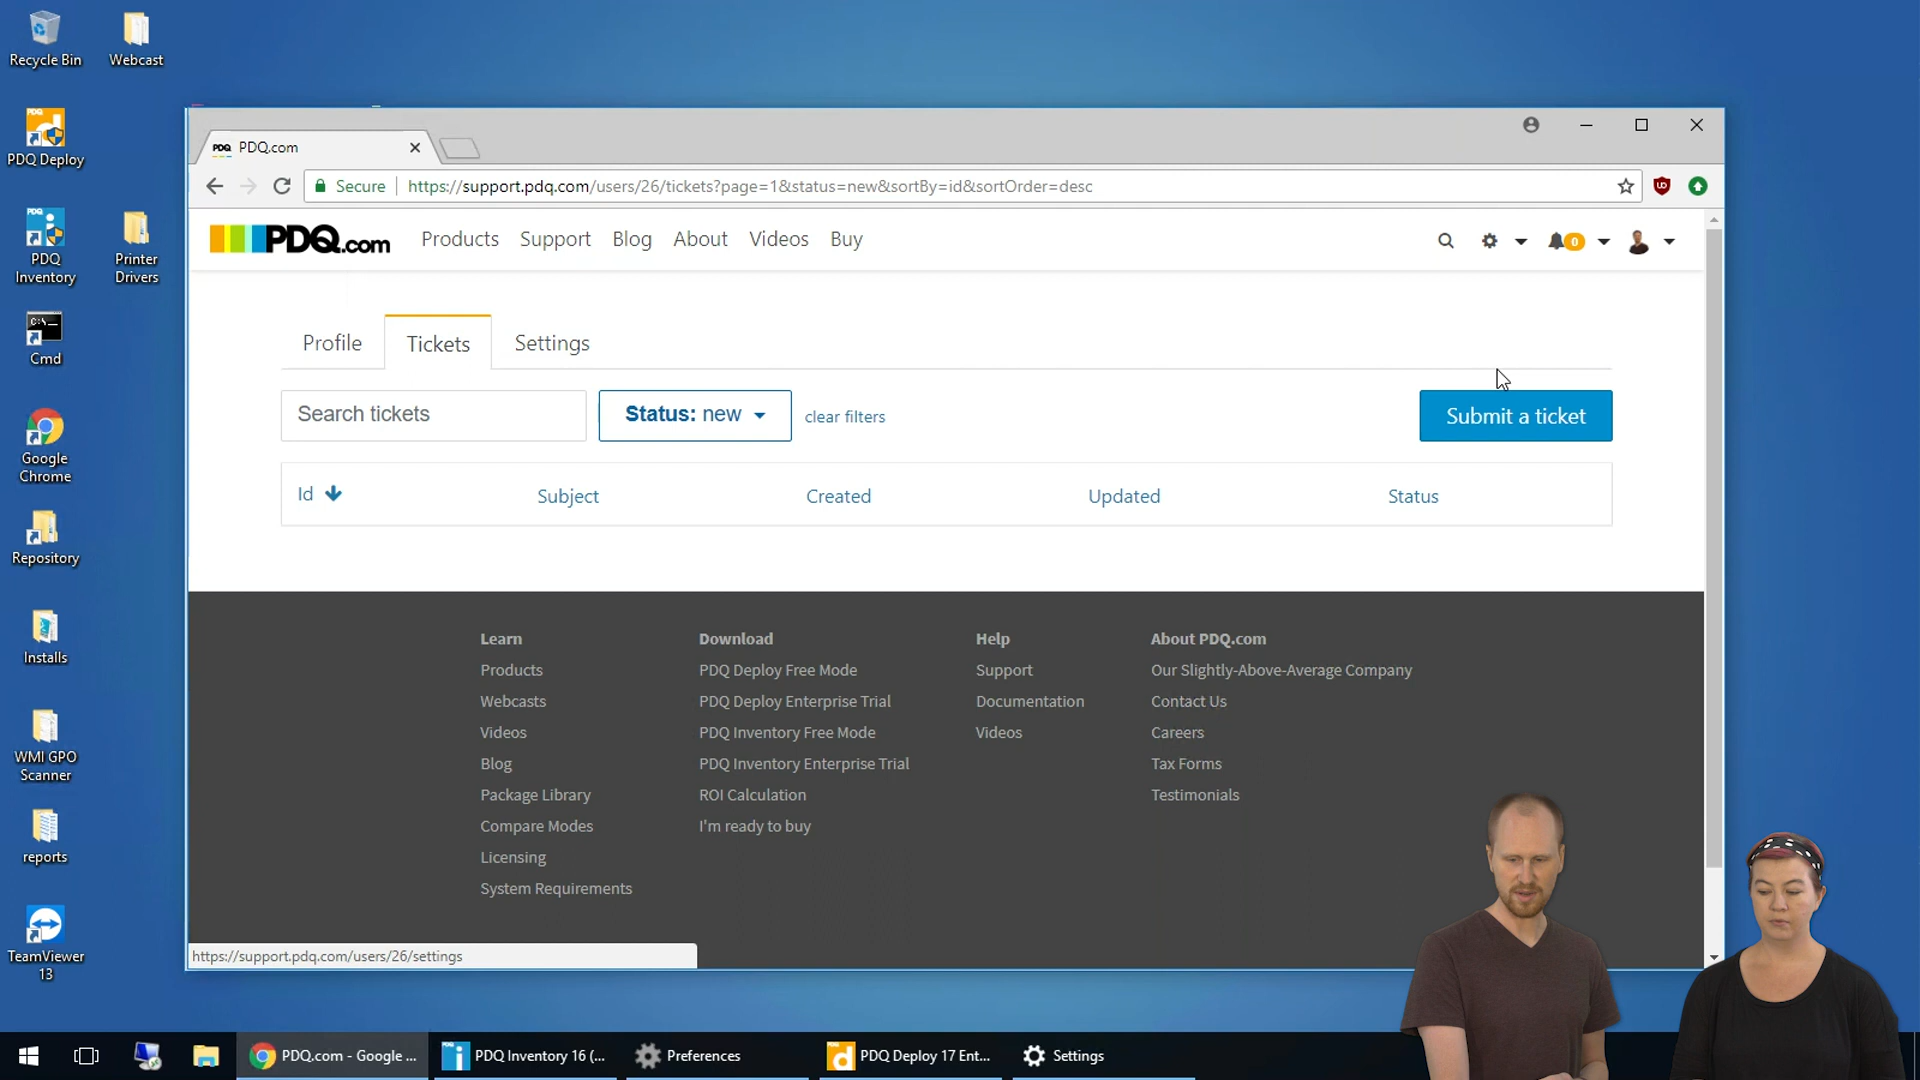 Recycle Bin
Webcast
PDQ Deploy
PDQ
Inventory
Printer
Drivers
Cmd
Google
Chrome
Repository
Installs
WMI GPO
Scanner
reports
TeamViewer
13
PDQ PDQ.com
Secure https://support.pdq.com/users/26/tickets?page=1&status=new&sortBy=id&sortOrder=desc
PDQ.com Products Support Blog About Videos Buy 0
Profile Tickets Settings
Search tickets Status: new clear filters Submit a ticket
Id Subject Created Updated Status
Learn
Products
Webcasts
Videos
Blog
Package Library
Compare Modes
Licensing
System Requirements
Download
PDQ Deploy Free Mode
PDQ Deploy Enterprise Trial
PDQ Inventory Free Mode
PDQ Inventory Enterprise Trial
ROI Calculation
I'm ready to buy
Help
Support
Documentation
Videos
About PDQ.com
Our Slightly-Above-Average Company
Contact Us
Careers
Tax Forms
Testimonials
https://support.pdq.com/users/26/settings
PDQ.com - Google ... PDQ Inventory 16 (... Preferences PDQ Deploy 17 Ent... Settings